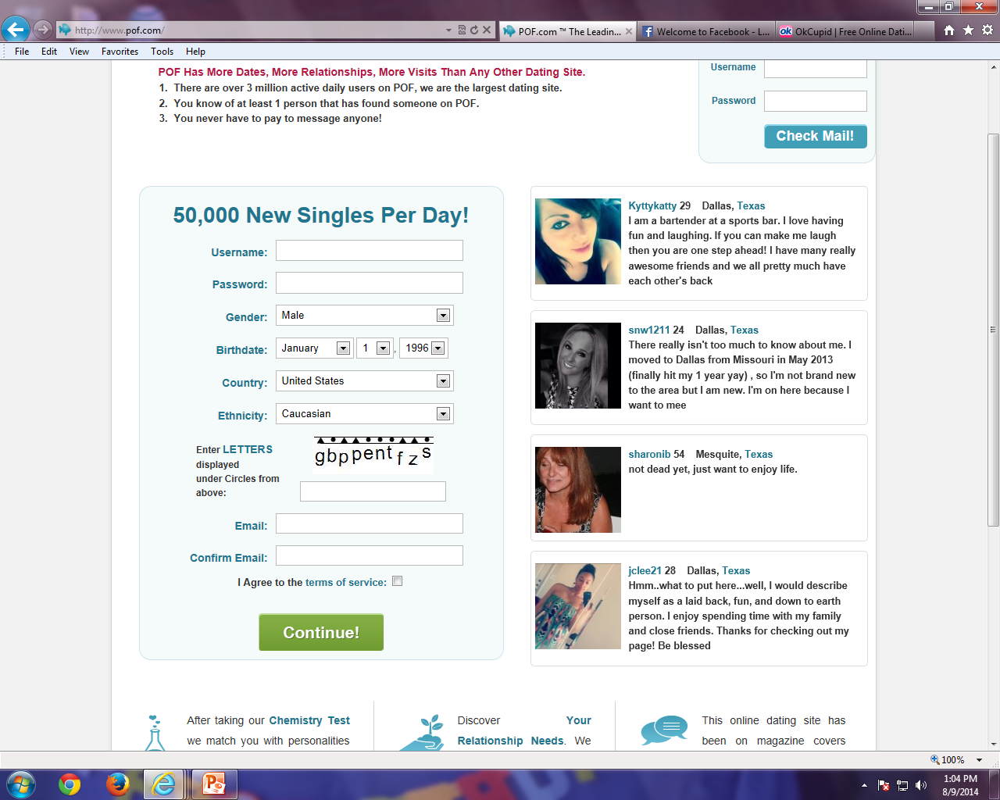 http://www.pof.com/
POF.com ™ The Leadin...
Welcome to Facebook - L...
ok OkCupid | Free Online Dati...
File Edit View Favorites Tools Help
POF Has More Dates, More Relationships, More Visits Than Any Other Dating Site.
1. There are over 3 million active daily users on POF, we are the largest dating site.
2. You know of at least 1 person that has found someone on POF.
3. You never have to pay to message anyone!
Username
Password
Check Mail!
50,000 New Singles Per Day!
Username:
Password:
Gender: Male
Birthdate: January 1 , 1996
Country: United States
Ethnicity: Caucasian
Enter LETTERS
displayed
under Circles from
above:
gbppentfzs
Email:
Confirm Email:
I Agree to the terms of service:
Continue!
Kyttykatty 29 Dallas, Texas
I am a bartender at a sports bar. I love having
fun and laughing. If you can make me laugh
then you are one step ahead! I have many really
awesome friends and we all pretty much have
each other's back
snw1211 24 Dallas, Texas
There really isn't too much to know about me. I
moved to Dallas from Missouri in May 2013
(finally hit my 1 year yay) , so I'm not brand new
to the area but I am new. I'm on here because I
want to mee
sharonib 54 Mesquite, Texas
not dead yet, just want to enjoy life.
jclee21 28 Dallas, Texas
Hmm..what to put here...well, I would describe
myself as a laid back, fun, and down to earth
person. I enjoy spending time with my family
and close friends. Thanks for checking out my
page! Be blessed
After taking our Chemistry Test
we match you with personalities
Discover Your
Relationship Needs. We
This online dating site has
been on magazine covers
100%
1:04 PM
8/9/2014